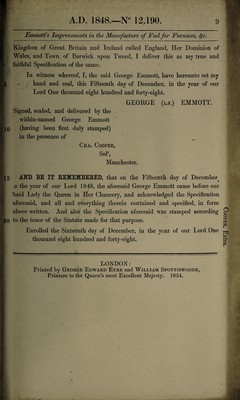 A.D. 1848.—N° 12,190. 9
Emmott's Improvements in the Manufacture of Fuel for Furnaces, &c.
Kingdom of Great Britain and Ireland called England, Her Dominion of
Wales, and Town of Berwick upon Tweed, I deliver this as my true and
faithful Specification of the same.
In witness whereof, I, the said George Emmott, have hereunto set my
hand and seal, this Fifteenth day of December, in the year of our
Lord One thousand eight hundred and forty-eight.
GEORGE (L.S.) EMMOTT.
Signed, sealed, and delivered by the
within-named George Emmott
10 (having been first duly stamped)
in the presence of
Cha. Cooper,
Sol<sup>r</sup>,
Manchester.
15 AND BE IT REMEMBERED, that on the Fifteenth day of December,
in the year of our Lord 1848, the aforesaid George Emmott came before our
said Lady the Queen in Her Chancery, and acknowledged the Specification
aforesaid, and all and everything therein contained and specified, in form
above written. And also the Specification aforesaid was stamped according
20 to the tenor of the Statute made for that purpose.
Enrolled the Sixteenth day of December, in the year of our Lord One
thousand eight hundred and forty-eight.
LONDON:
Printed by George Edward Eyre and William Spottiswoode,
Printers to the Queen's most Excellent Majesty. 1854.